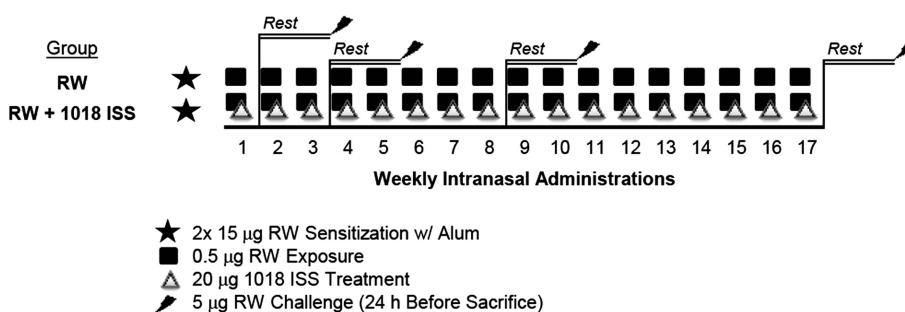 Rest
Rest Rest Rest
Group
RW
RW + 1018 ISS
1 2 3 4 5 6 7 8 9 10 11 12 13 14 15 16 17
Weekly Intranasal Administrations
2x 15 µg RW Sensitization w/ Alum
0.5 µg RW Exposure
20 µg 1018 ISS Treatment
5 µg RW Challenge (24 h Before Sacrifice)